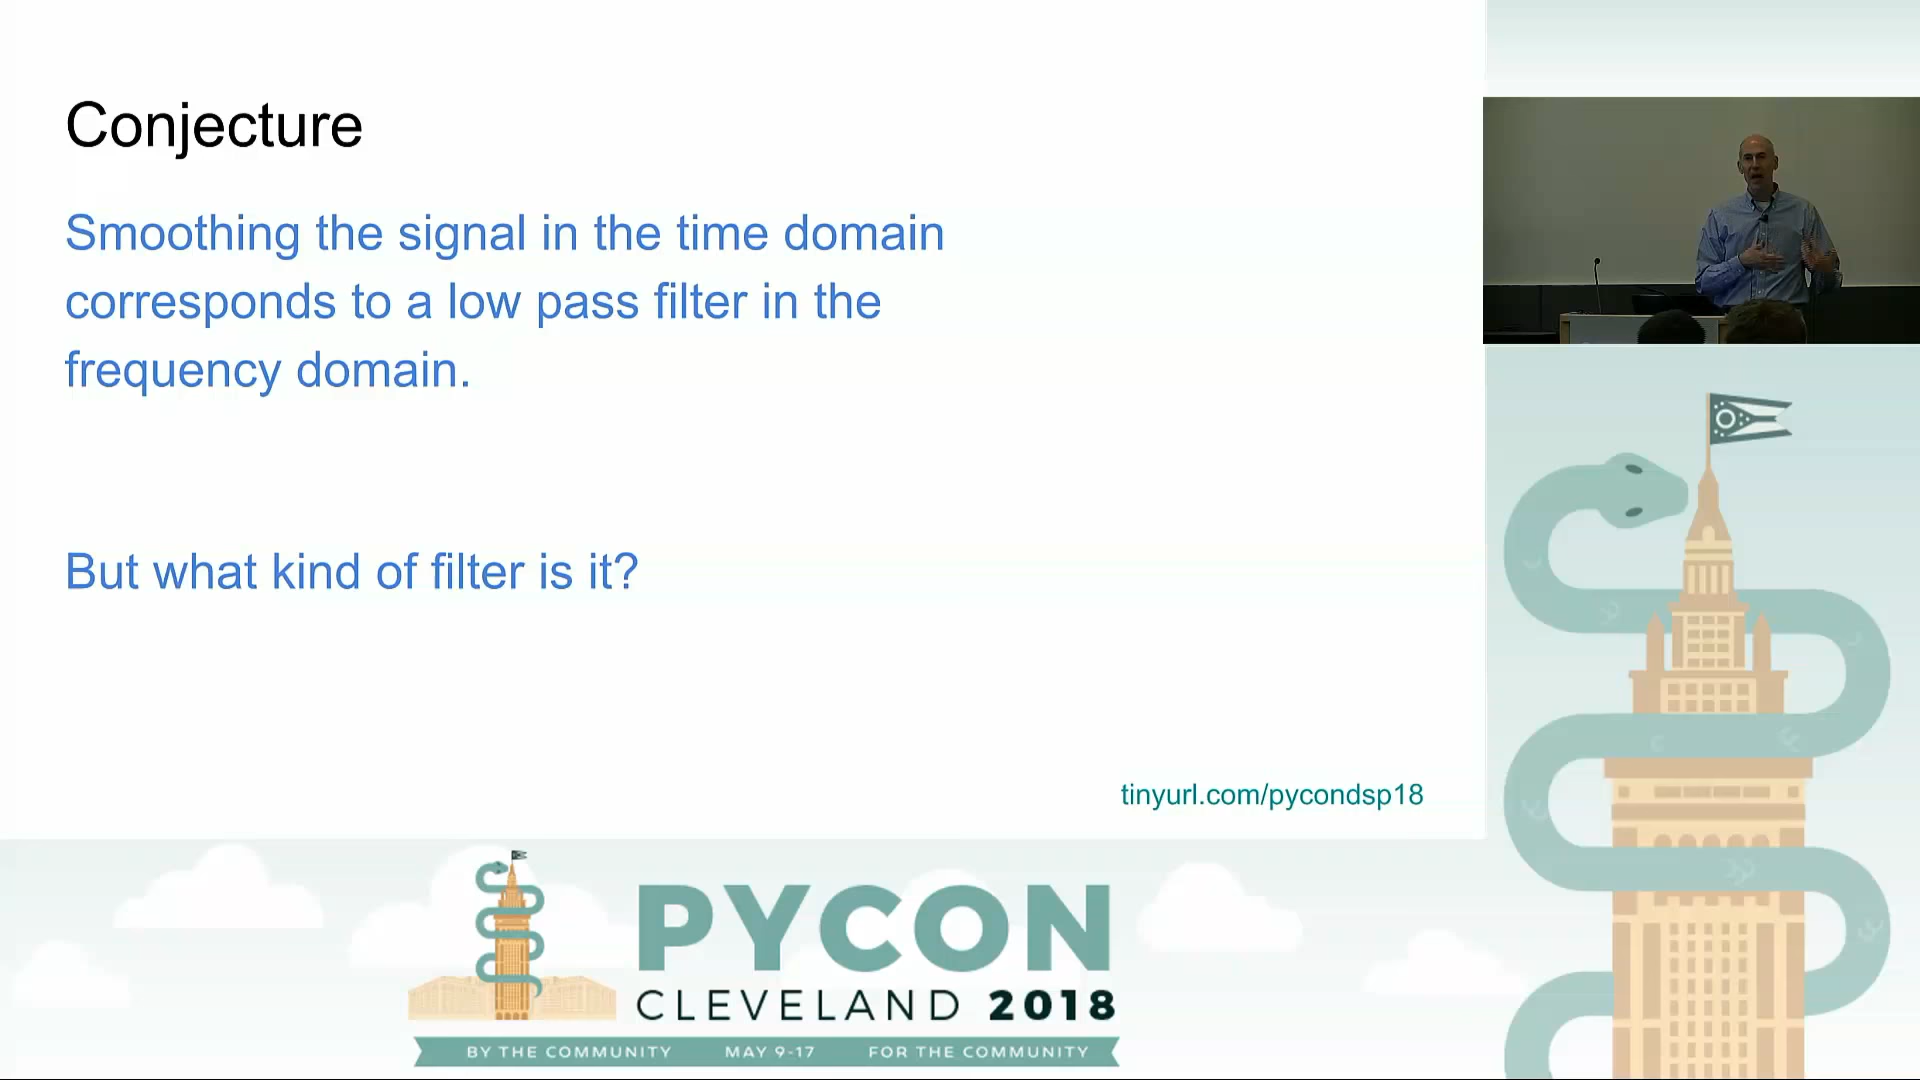 Conjecture
Smoothing the signal in the time domain
corresponds to a low pass filter in the
frequency domain.
But what kind of filter is it?
tinyurl.com/pycondsp18
PYCON
CLEVELAND 2018
BY THE COMMUNITY MAY 9-17 FOR THE COMMUNITY